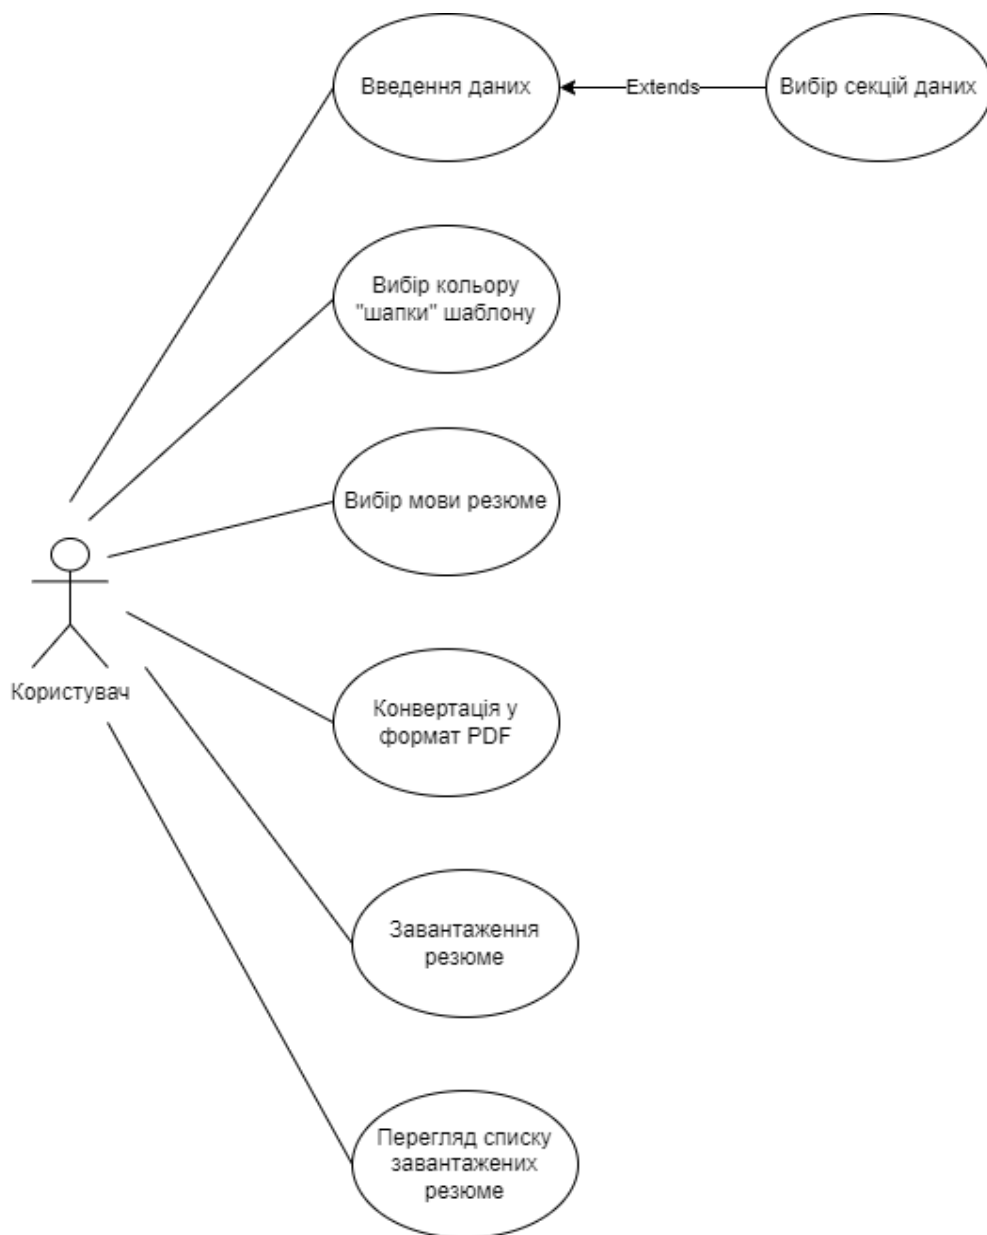 Введення даних
Extends
Вибір секцій даних
Вибір кольору
"шапки" шаблону
Вибір мови резюме
Користувач
Конвертація у
формат PDF
Завантаження
резюме
Перегляд списку
завантажених
резюме